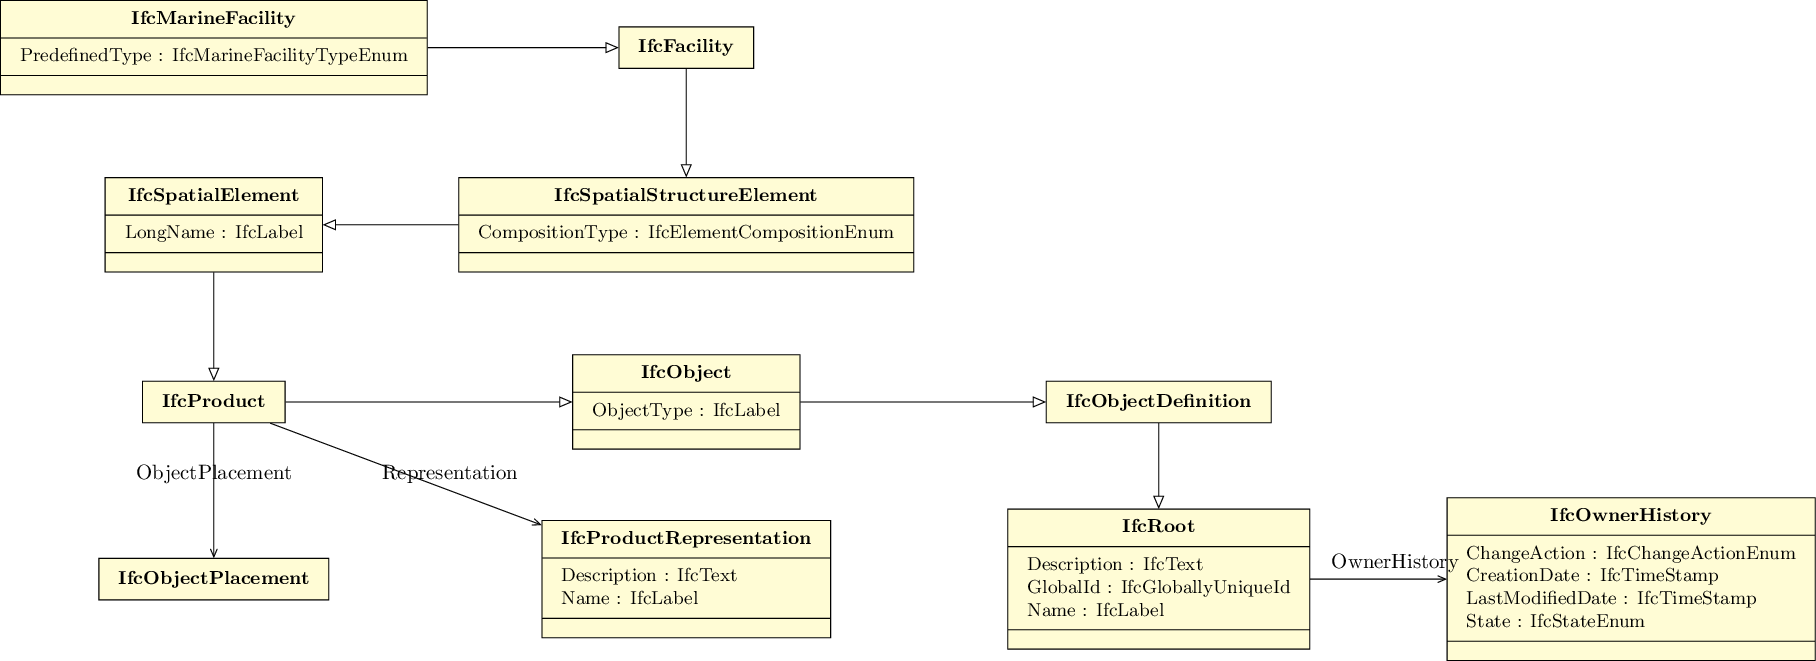 IfcMarineFacility
PredefinedType : IfcMarineFacilityTypeEnum
IfcFacility
IfcSpatialElement
LongName : IfcLabel
IfcSpatialStructureElement
CompositionType : IfcElementCompositionEnum
IfcProduct
IfcObject
ObjectType : IfcLabel
IfcObjectDefinition
ObjectPlacement
Representation
IfcObjectPlacement
IfcProductRepresentation
Description : IfcText
Name : IfcLabel
IfcRoot
Description : IfcText
GlobalId : IfcGloballyUniqueId
Name : IfcLabel
OwnerHistory
IfcOwnerHistory
ChangeAction : IfcChangeActionEnum
CreationDate : IfcTimeStamp
LastModifiedDate : IfcTimeStamp
State : IfcStateEnum